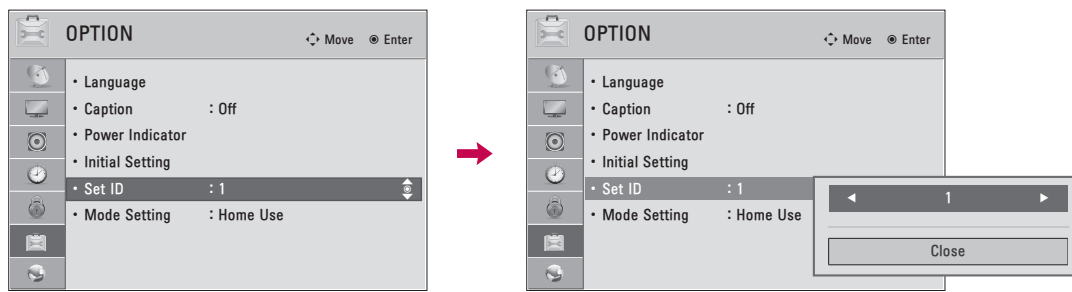 OPTION
Move Enter
• Language
• Caption : Off
• Power Indicator
• Initial Setting
• Set ID : 1
• Mode Setting : Home Use
OPTION
Move Enter
• Language
• Caption : Off
• Power Indicator
• Initial Setting
• Set ID : 1
• Mode Setting : Home Use
◄ 1 ►
Close